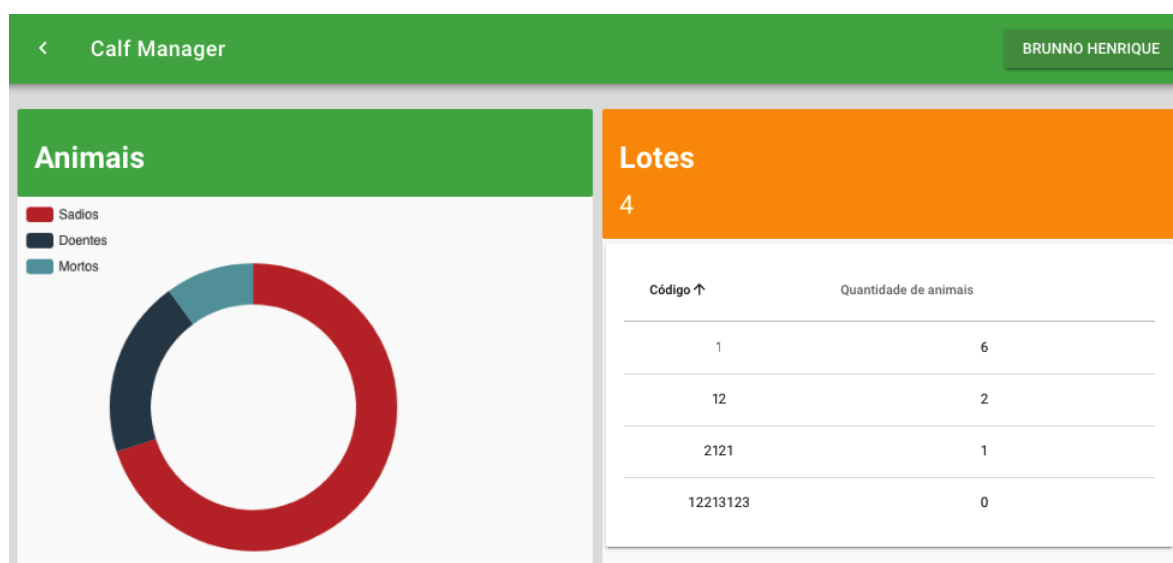 Calf Manager
BRUNNO HENRIQUE
Animais
Sadios
Doentes
Mortos
Lotes
4
Código Quantidade de animais
1 6
12 2
2121 1
12213123 0